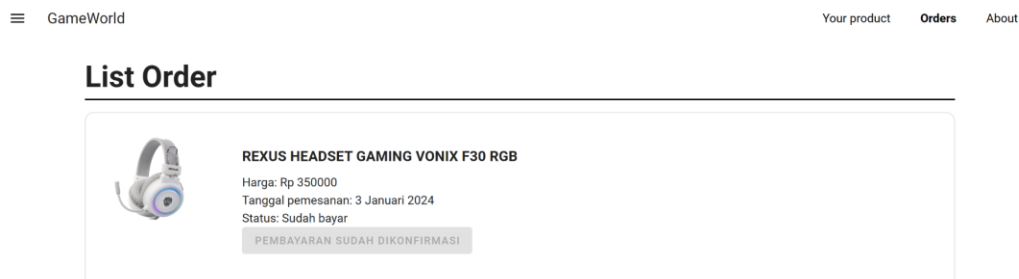 GameWorld
Your product
Orders
About
List Order
REXUS HEADSET GAMING VONIX F30 RGB
Harga: Rp 350000
Tanggal pemesanan: 3 Januari 2024
Status: Sudah bayar
PEMBAYARAN SUDAH DIKONFIRMASI